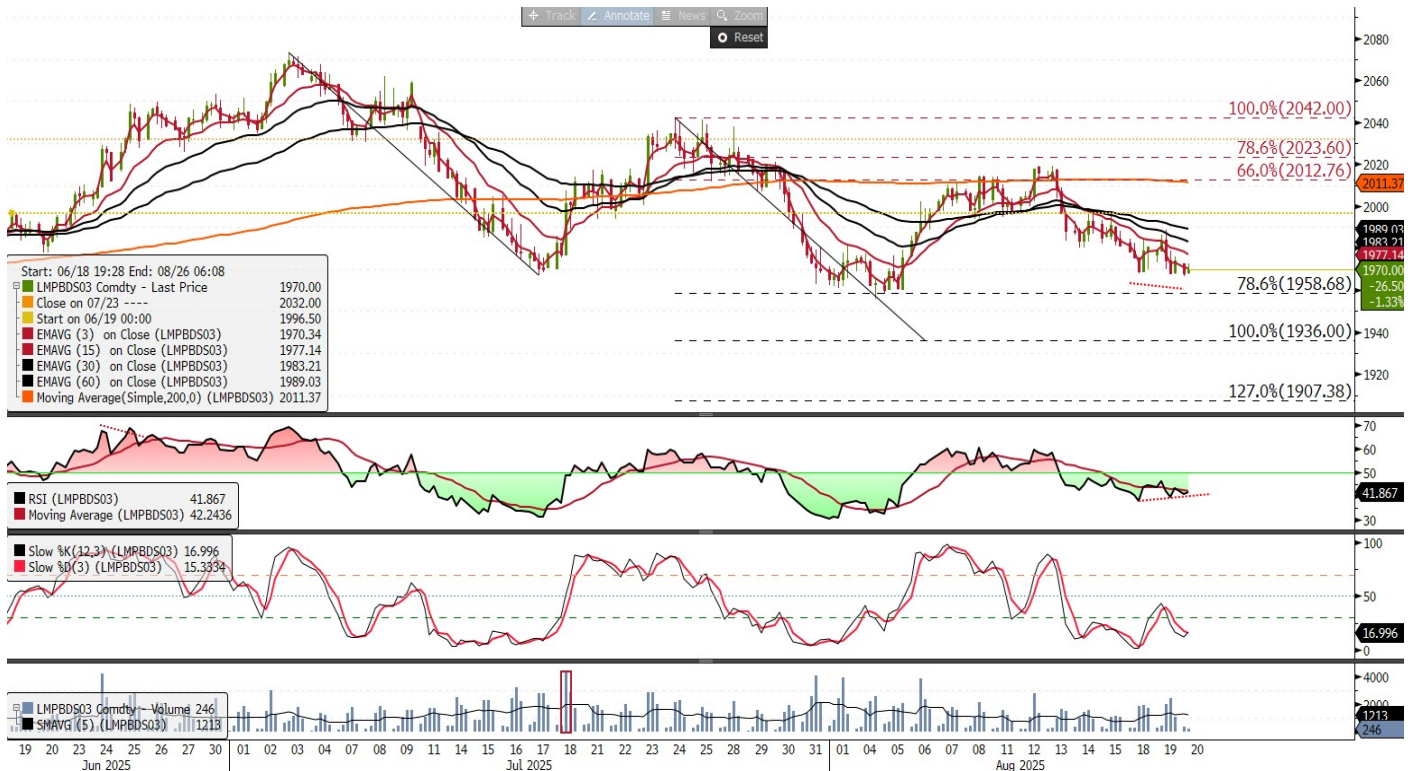 Track Annotate News Zoom
Reset
2080
2060
2040
2020
2000
1940
1920
100.0%(2042.00)
78.6%(2023.60)
66.0%(2012.76)
78.6%(1958.68)
100.0%(1936.00)
127.0%(1907.38)
2011.37
1989.03
1983.21
1977.14
1970.00
-26.50
-1.33%
Start: 06/18 19:28 End: 08/26 06:08
LMPBDS03 Comdty - Last Price 1970.00
Close on 07/23 ---- 2032.00
Start on 06/19 00:00 1996.50
EMAVG (3) on Close (LMPBDS03) 1970.34
EMAVG (15) on Close (LMPBDS03) 1977.14
EMAVG (30) on Close (LMPBDS03) 1983.21
EMAVG (60) on Close (LMPBDS03) 1989.03
Moving Average(Simple,200,0) (LMPBDS03) 2011.37
70
60
50
41.867
30
RSI (LMPBDS03) 41.867
Moving Average (LMPBDS03) 42.2436
100
50
16.996
0
Slow %K(12,3) (LMPBDS03) 16.996
Slow %D(3) (LMPBDS03) 15.3334
4000
2000
1213
246
LMPBDS03 Comdty - Volume 246
SMAVG (5) (LMPBDS03) 1213
19 20 23 24 25 26 27 30 01 02 03 04 07 08 09 11 14 15 16 17 18 21 22 23 24 25 28 29 30 31 01 04 05 06 07 08 11 12 13 14 15 18 19 20
Jun 2025 Jul 2025 Aug 2025